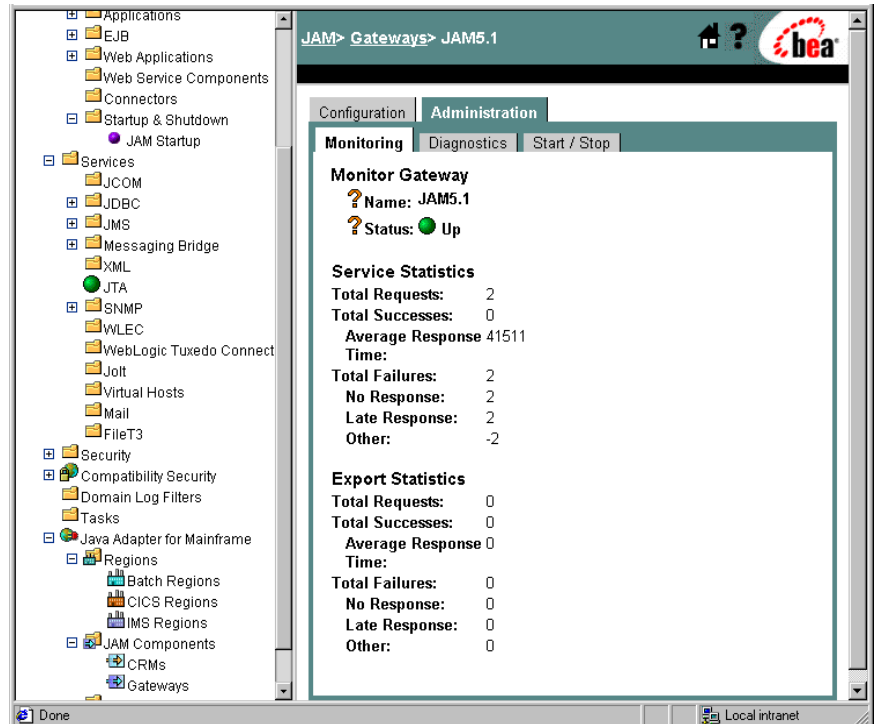 Applications
EJB
Web Applications
Web Service Components
Connectors
Startup & Shutdown
JAM Startup
Services
JCOM
JDBC
JMS
Messaging Bridge
XML
JTA
SNMP
WLEC
WebLogic Tuxedo Connect
Jolt
Virtual Hosts
Mail
FileT3
Security
Compatibility Security
Domain Log Filters
Tasks
Java Adapter for Mainframe
Regions
Batch Regions
CICS Regions
IMS Regions
JAM Components
CRMs
Gateways
JAM> Gateways> JAM5.1
? bea
Configuration Administration
Monitoring Diagnostics Start / Stop
Monitor Gateway
? Name: JAM5.1
? Status: Up
Service Statistics
Total Requests: 2
Total Successes: 0
Average Response 41511
Time:
Total Failures: 2
No Response: 2
Late Response: 2
Other: -2
Export Statistics
Total Requests: 0
Total Successes: 0
Average Response 0
Time:
Total Failures: 0
No Response: 0
Late Response: 0
Other: 0
Done Local intranet